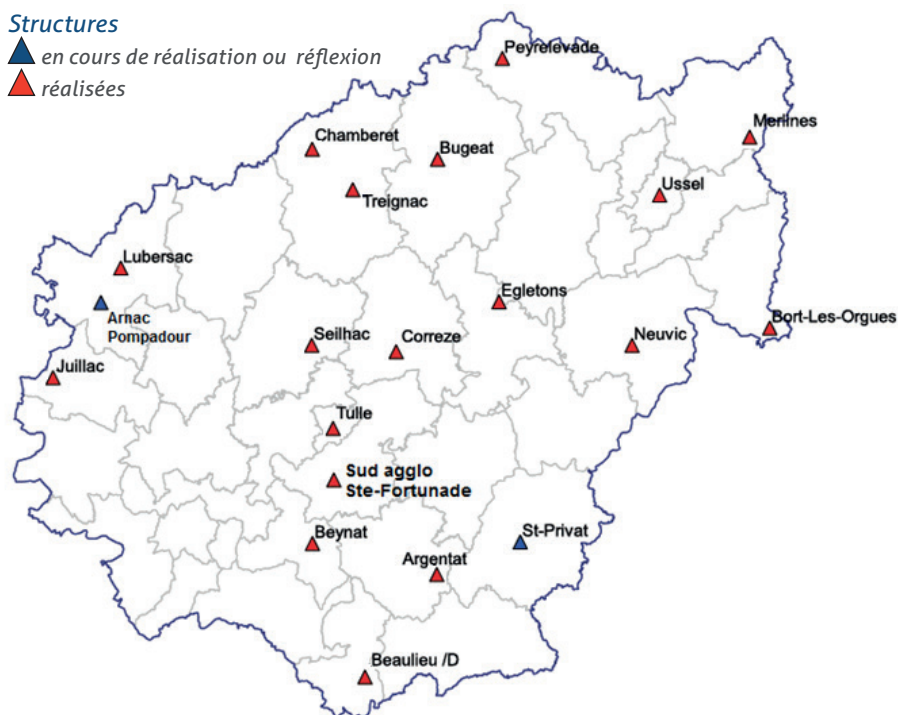 Structures
en cours de réalisation ou réflexion
réalisées
Peyrelevade
Merlines
Chamberet
Bugeat
Ussel
Treignac
Lubersac
Egletons
Arnac
Pompadour
Bort-Les-Orgues
Seilhac
Correze
Neuvic
Juillac
Tulle
Sud agglo
Ste-Fortunade
St-Privat
Beynat
Argentat
Beaulieu /D